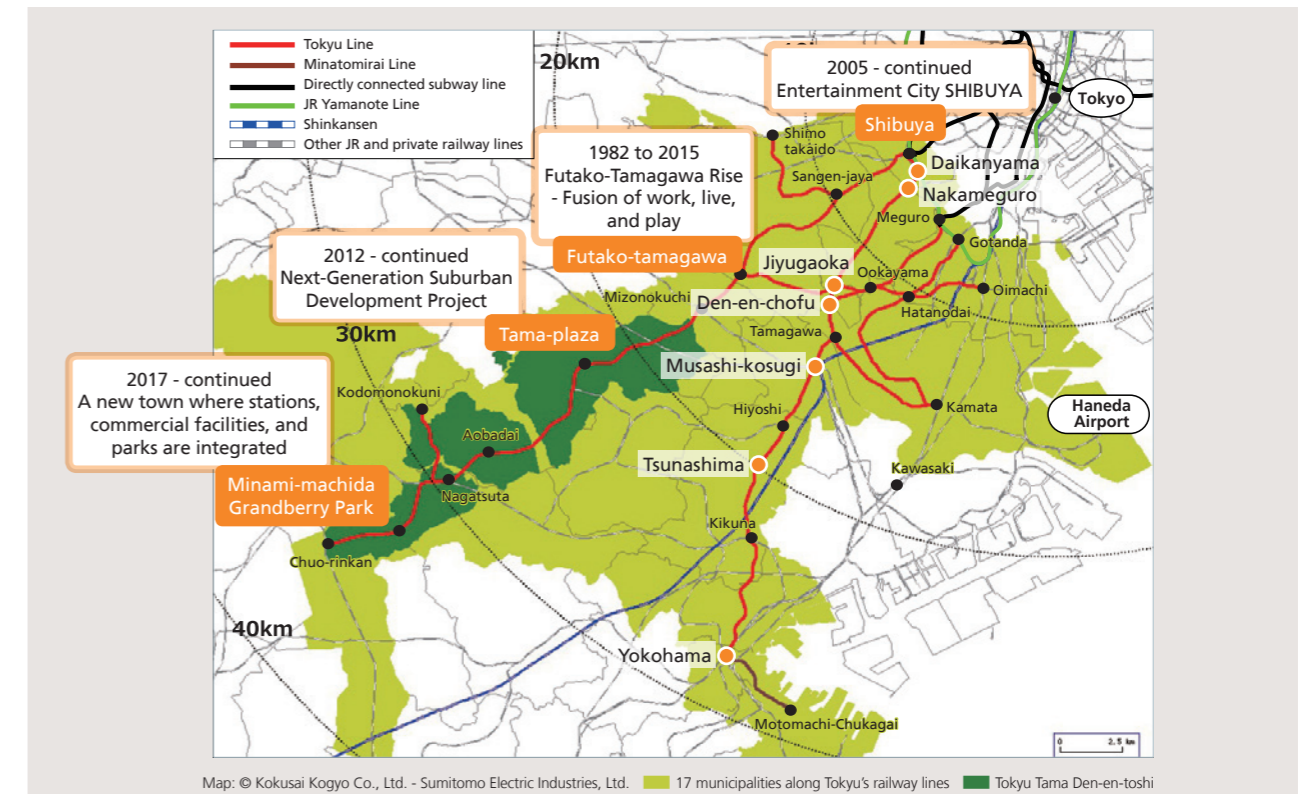 Tokyu Line
Minatomirai Line
Directly connected subway line
JR Yamanote Line
Shinkansen
Other JR and private railway lines
20km
2005 - continued
Entertainment City SHIBUYA
Shibuya
Tokyo
1982 to 2015
Futako-Tamagawa Rise
- Fusion of work, live,
and play
Futako-tamagawa
Shimo
takaido
Sangen-jaya
Daikanyama
Nakameguro
Meguro
Gotanda
2012 - continued
Next-Generation Suburban
Development Project
Tama-plaza
Jiyugaoka
Ookayama
Oimachi
Mizonokuchi
Den-en-chofu
Hatanodai
Tamagawa
30km
Musashi-kosugi
2017 - continued
A new town where stations,
commercial facilities, and
parks are integrated
Minami-machida
Grandberry Park
Kodomonokuni
Hiyoshi
Kamata
Haneda
Airport
Aobadai
Tsunashima
Kawasaki
Nagatsuta
Kikuna
Chuo-rinkan
40km
Yokohama
Motomachi-Chukagai
0 2.5 km
Map: © Kokusai Kogyo Co., Ltd. - Sumitomo Electric Industries, Ltd. 17 municipalities along Tokyu's railway lines Tokyu Tama Den-en-toshi